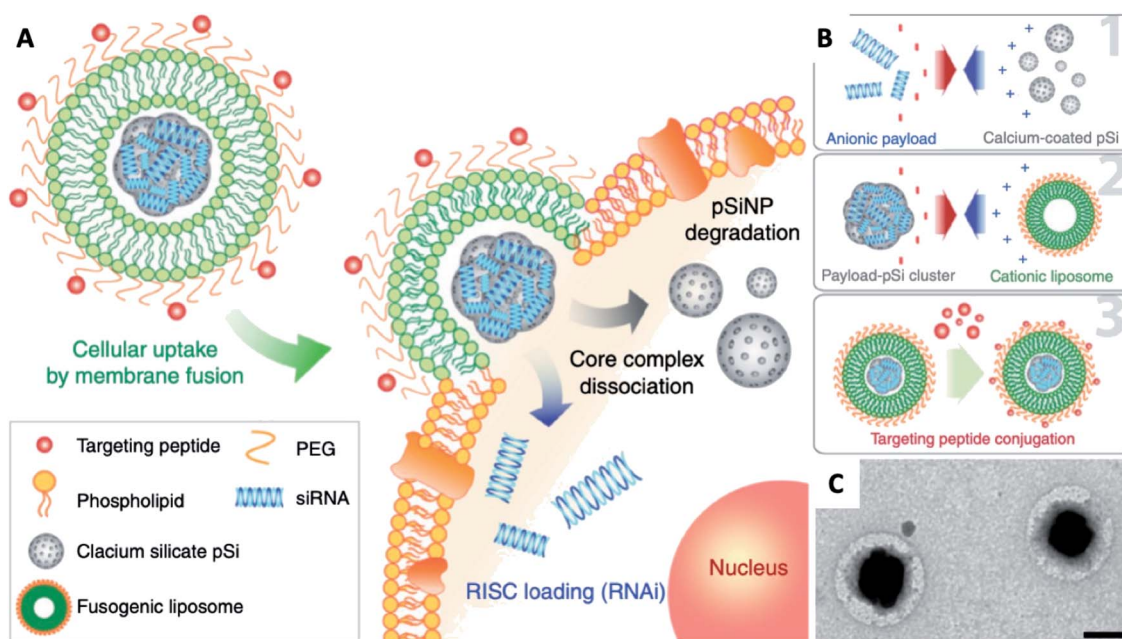 A
Cellular uptake
by membrane fusion
Targeting peptide
PEG
Phospholipid
siRNA
Clacium silicate pSi
Fusogenic liposome
pSiNP
degradation
Core complex
dissociation
RISC loading (RNAi)
Nucleus
B
1
Anionic payload
Calcium-coated pSi
2
Payload-pSi cluster
Cationic liposome
3
Targeting peptide conjugation
C